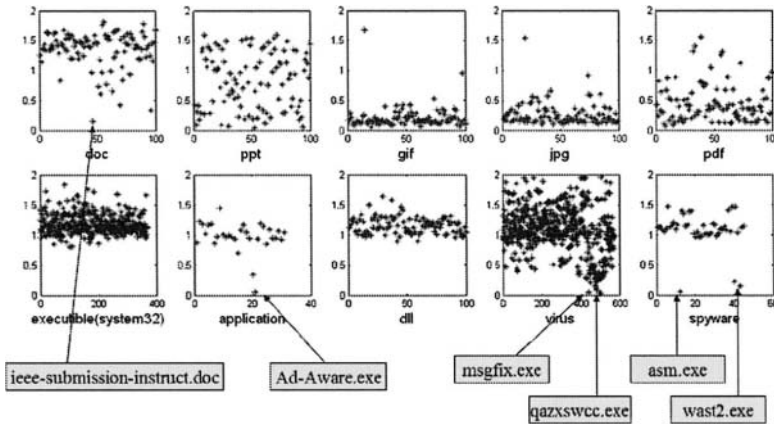 2
1.5
1
0.5
0
0 50 100
doc
2
1.5
1
0.5
0
0 50 100
ppt
2
1.5
1
0.5
0
0 50 100
gif
2
1.5
1
0.5
0
0 50 100
jpg
2
1.5
1
0.5
0
0 50 100
pdf
2
1.5
1
0.5
0
0 200 400
executible(system32)
2
1.5
1
0.5
0
0 20 40
application
2
1.5
1
0.5
0
0 50 100
dll
2
1.5
1
0.5
0
0 200 400 600
virus
2
1.5
1
0.5
0
0 20 40 60
spyware
ieee-submission-instruct.doc
Ad-Aware.exe
msgfix.exe
asm.exe
qazxswcc.exe
wast2.exe